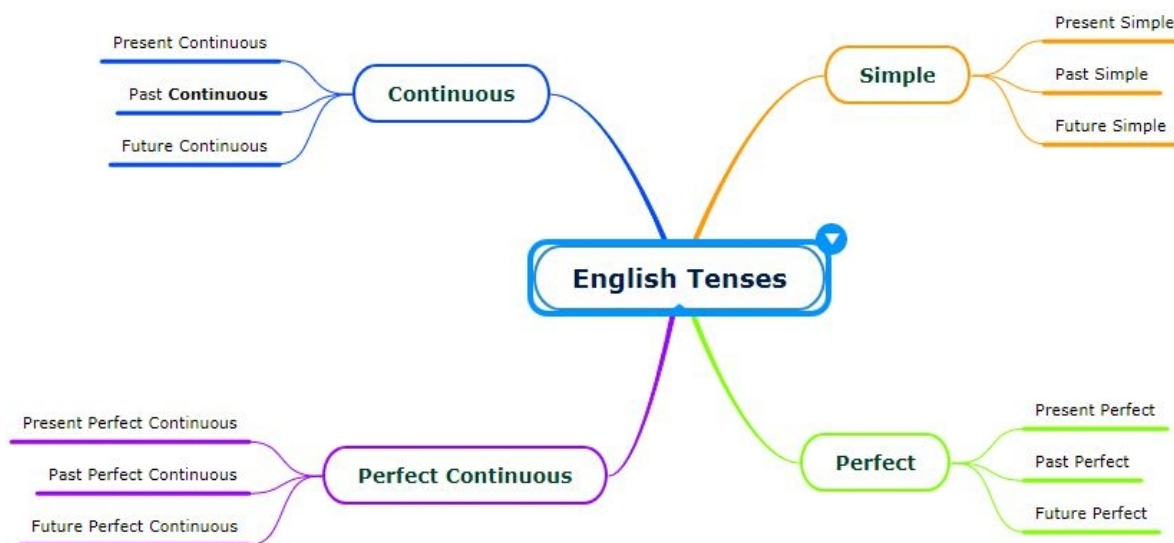 English Tenses
Simple
Present Simple
Past Simple
Future Simple
Perfect
Present Perfect
Past Perfect
Future Perfect
Continuous
Present Continuous
Past Continuous
Future Continuous
Perfect Continuous
Present Perfect Continuous
Past Perfect Continuous
Future Perfect Continuous